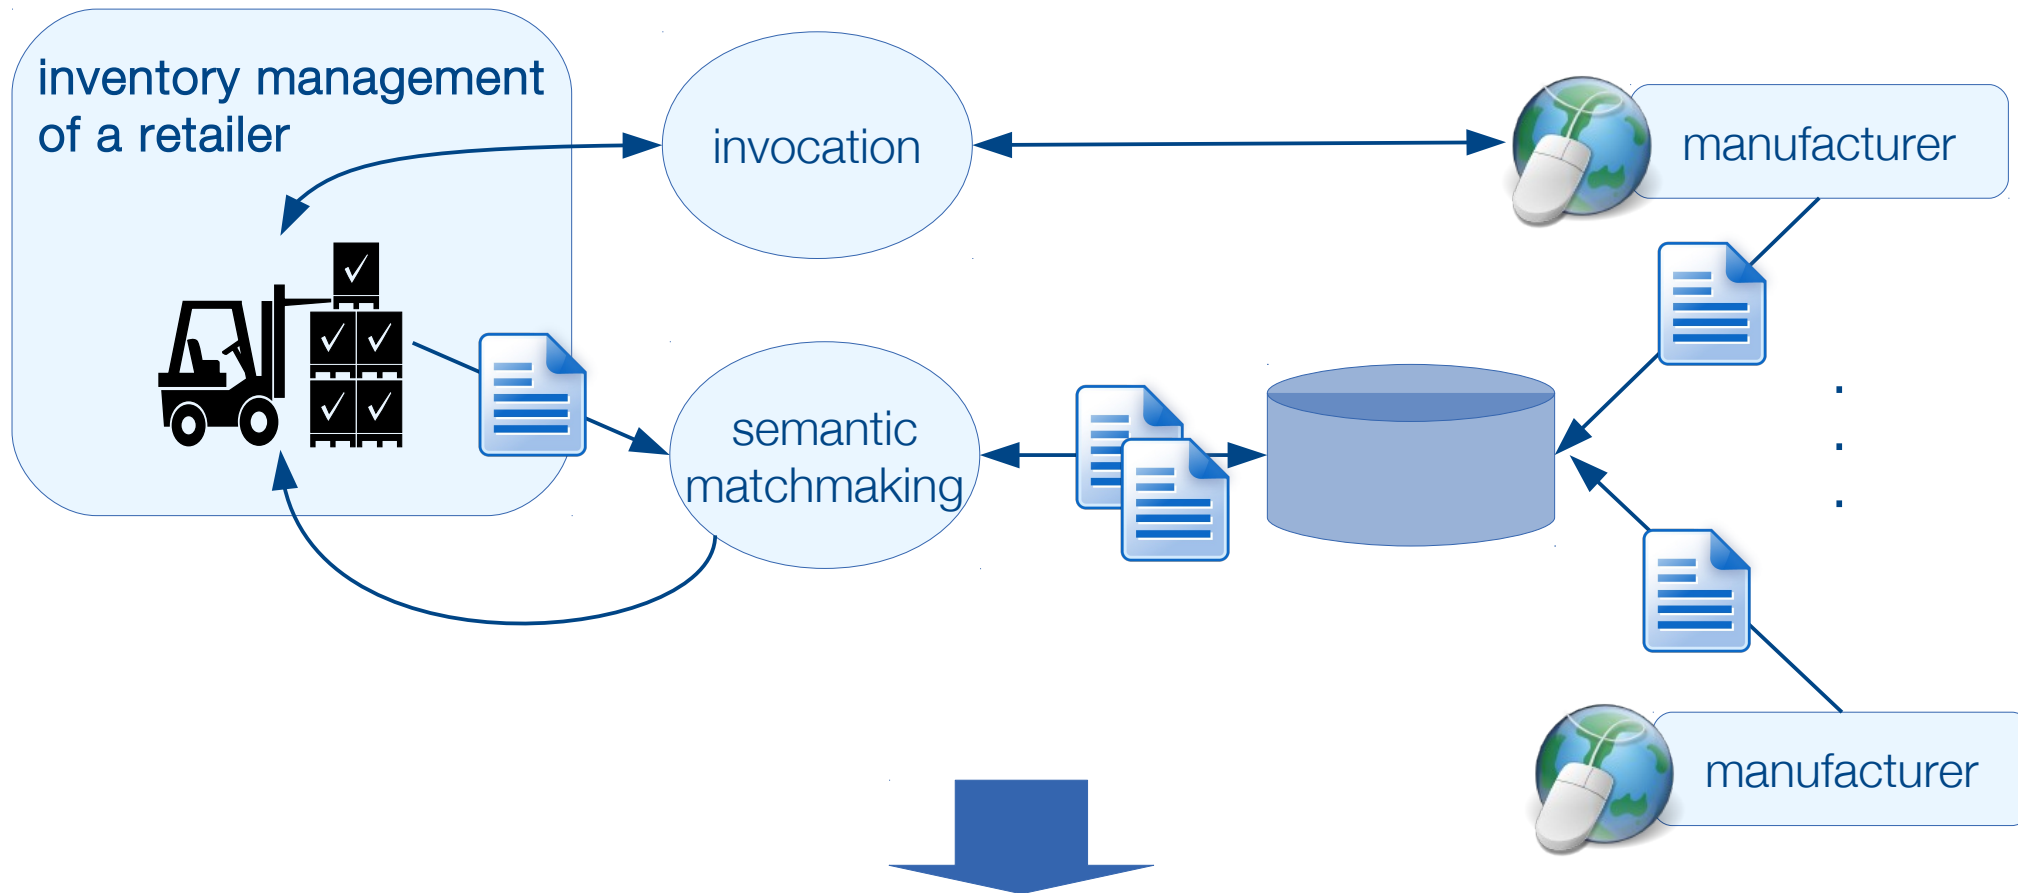 inventory management
of a retailer
invocation
manufacturer
semantic
matchmaking
.
.
.
manufacturer